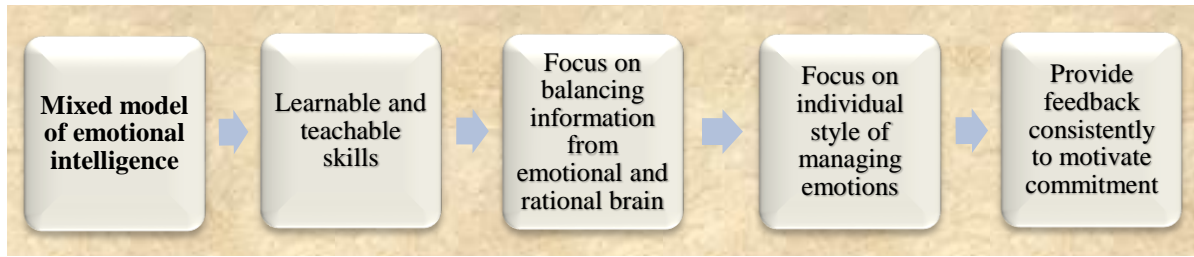 Mixed model
of emotional
intelligence
Learnable and
teachable
skills
Focus on
balancing
information
from
emotional and
rational brain
Focus on
individual
style of
managing
emotions
Provide
feedback
consistently
to motivate
commitment